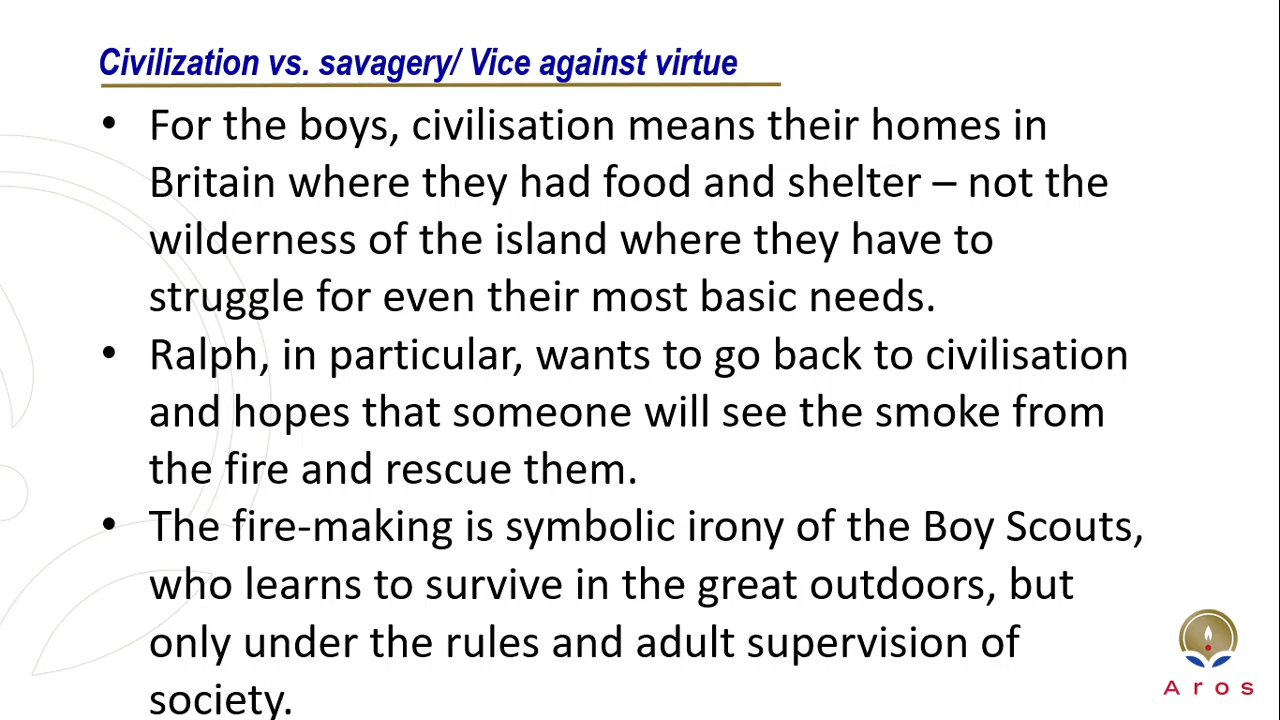 Civilization vs. savagery/ Vice against virtue
• For the boys, civilisation means their homes in
Britain where they had food and shelter – not the
wilderness of the island where they have to
struggle for even their most basic needs.
• Ralph, in particular, wants to go back to civilisation
and hopes that someone will see the smoke from
the fire and rescue them.
• The fire-making is symbolic irony of the Boy Scouts,
who learns to survive in the great outdoors, but
only under the rules and adult supervision of
society.
Aros